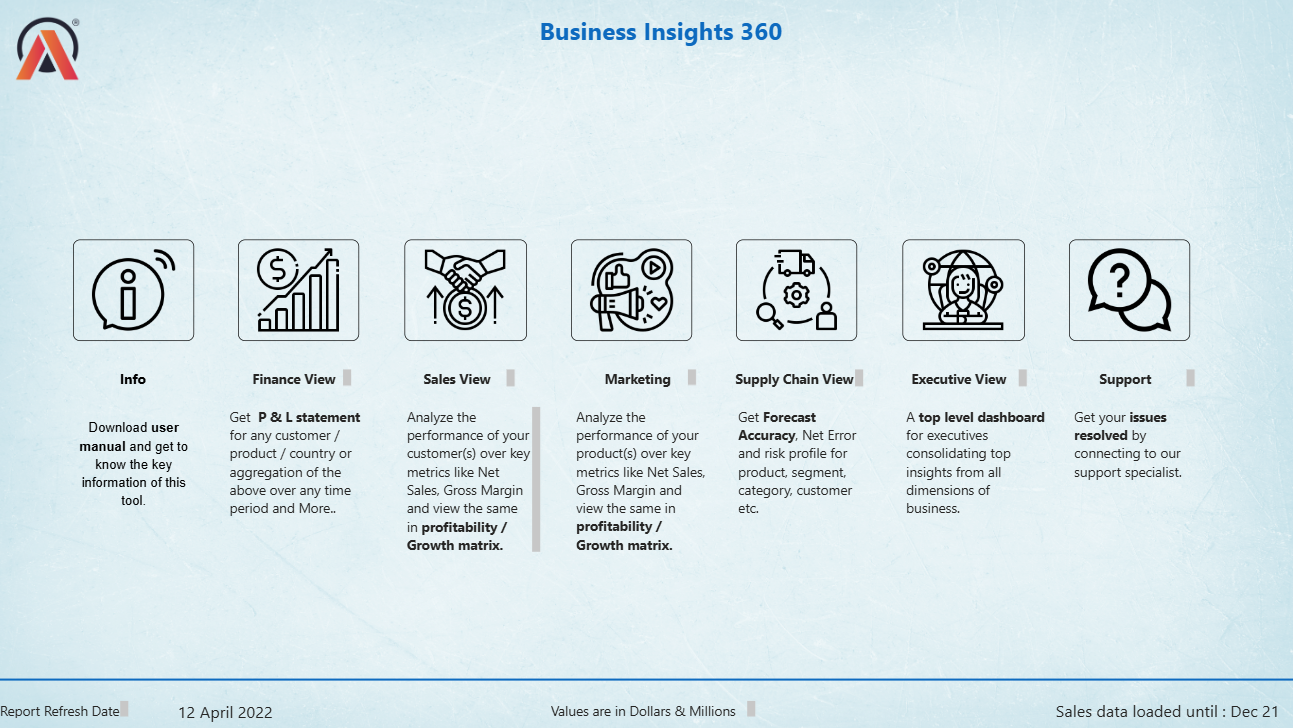 ®
Business Insights 360
Info
Download user
manual and get to
know the key
information of this
tool.
Finance View
Get P & L statement
for any customer /
product / country or
aggregation of the
above over any time
period and More..
Sales View
Analyze the
performance of your
customer(s) over key
metrics like Net
Sales, Gross Margin
and view the same
in profitability /
Growth matrix.
Marketing
Analyze the
performance of your
product(s) over key
metrics like Net Sales,
Gross Margin and
view the same in
profitability /
Growth matrix.
Supply Chain View
Get Forecast
Accuracy, Net Error
and risk profile for
product, segment,
category, customer
etc.
Executive View
A top level dashboard
for executives
consolidating top
insights from all
dimensions of
business.
Support
Get your issues
resolved by
connecting to our
support specialist.
Report Refresh Date
12 April 2022
Values are in Dollars & Millions
Sales data loaded until : Dec 21